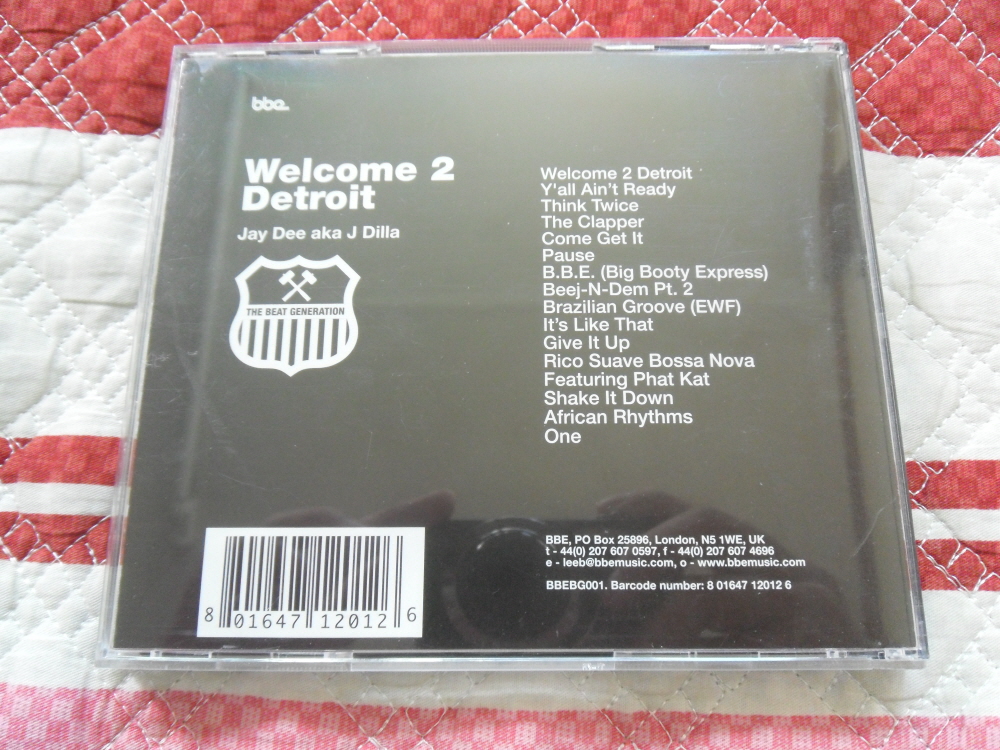 bbe.
Welcome 2
Detroit
Jay Dee aka J Dilla
THE BEAT GENERATION
Welcome 2 Detroit
Y'all Ain't Ready
Think Twice
The Clapper
Come Get It
Pause
B.B.E. (Big Booty Express)
Beej-N-Dem Pt. 2
Brazilian Groove (EWF)
It's Like That
Give It Up
Rico Suave Bossa Nova
Featuring Phat Kat
Shake It Down
African Rhythms
One
BBE, PO Box 25896, London, N5 1WE, UK
t - 44(0) 207 607 0597, f - 44(0) 207 607 4696
e - leeb@bbemusic.com, o - www.bbemusic.com
BBEBG001. Barcode number: 8 01647 12012 6
8 01647 12012 6